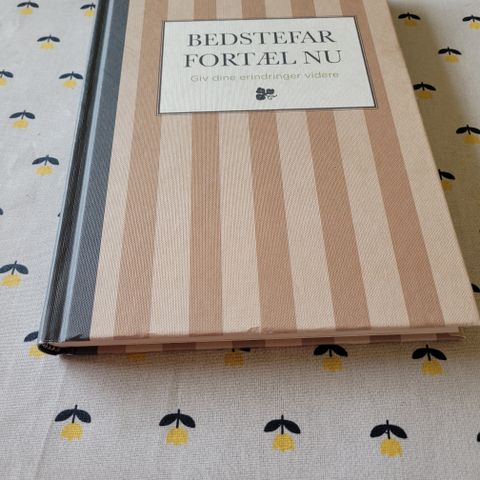 BEDSTEFAR
FORTÆL NU
Giv dine erindringer videre